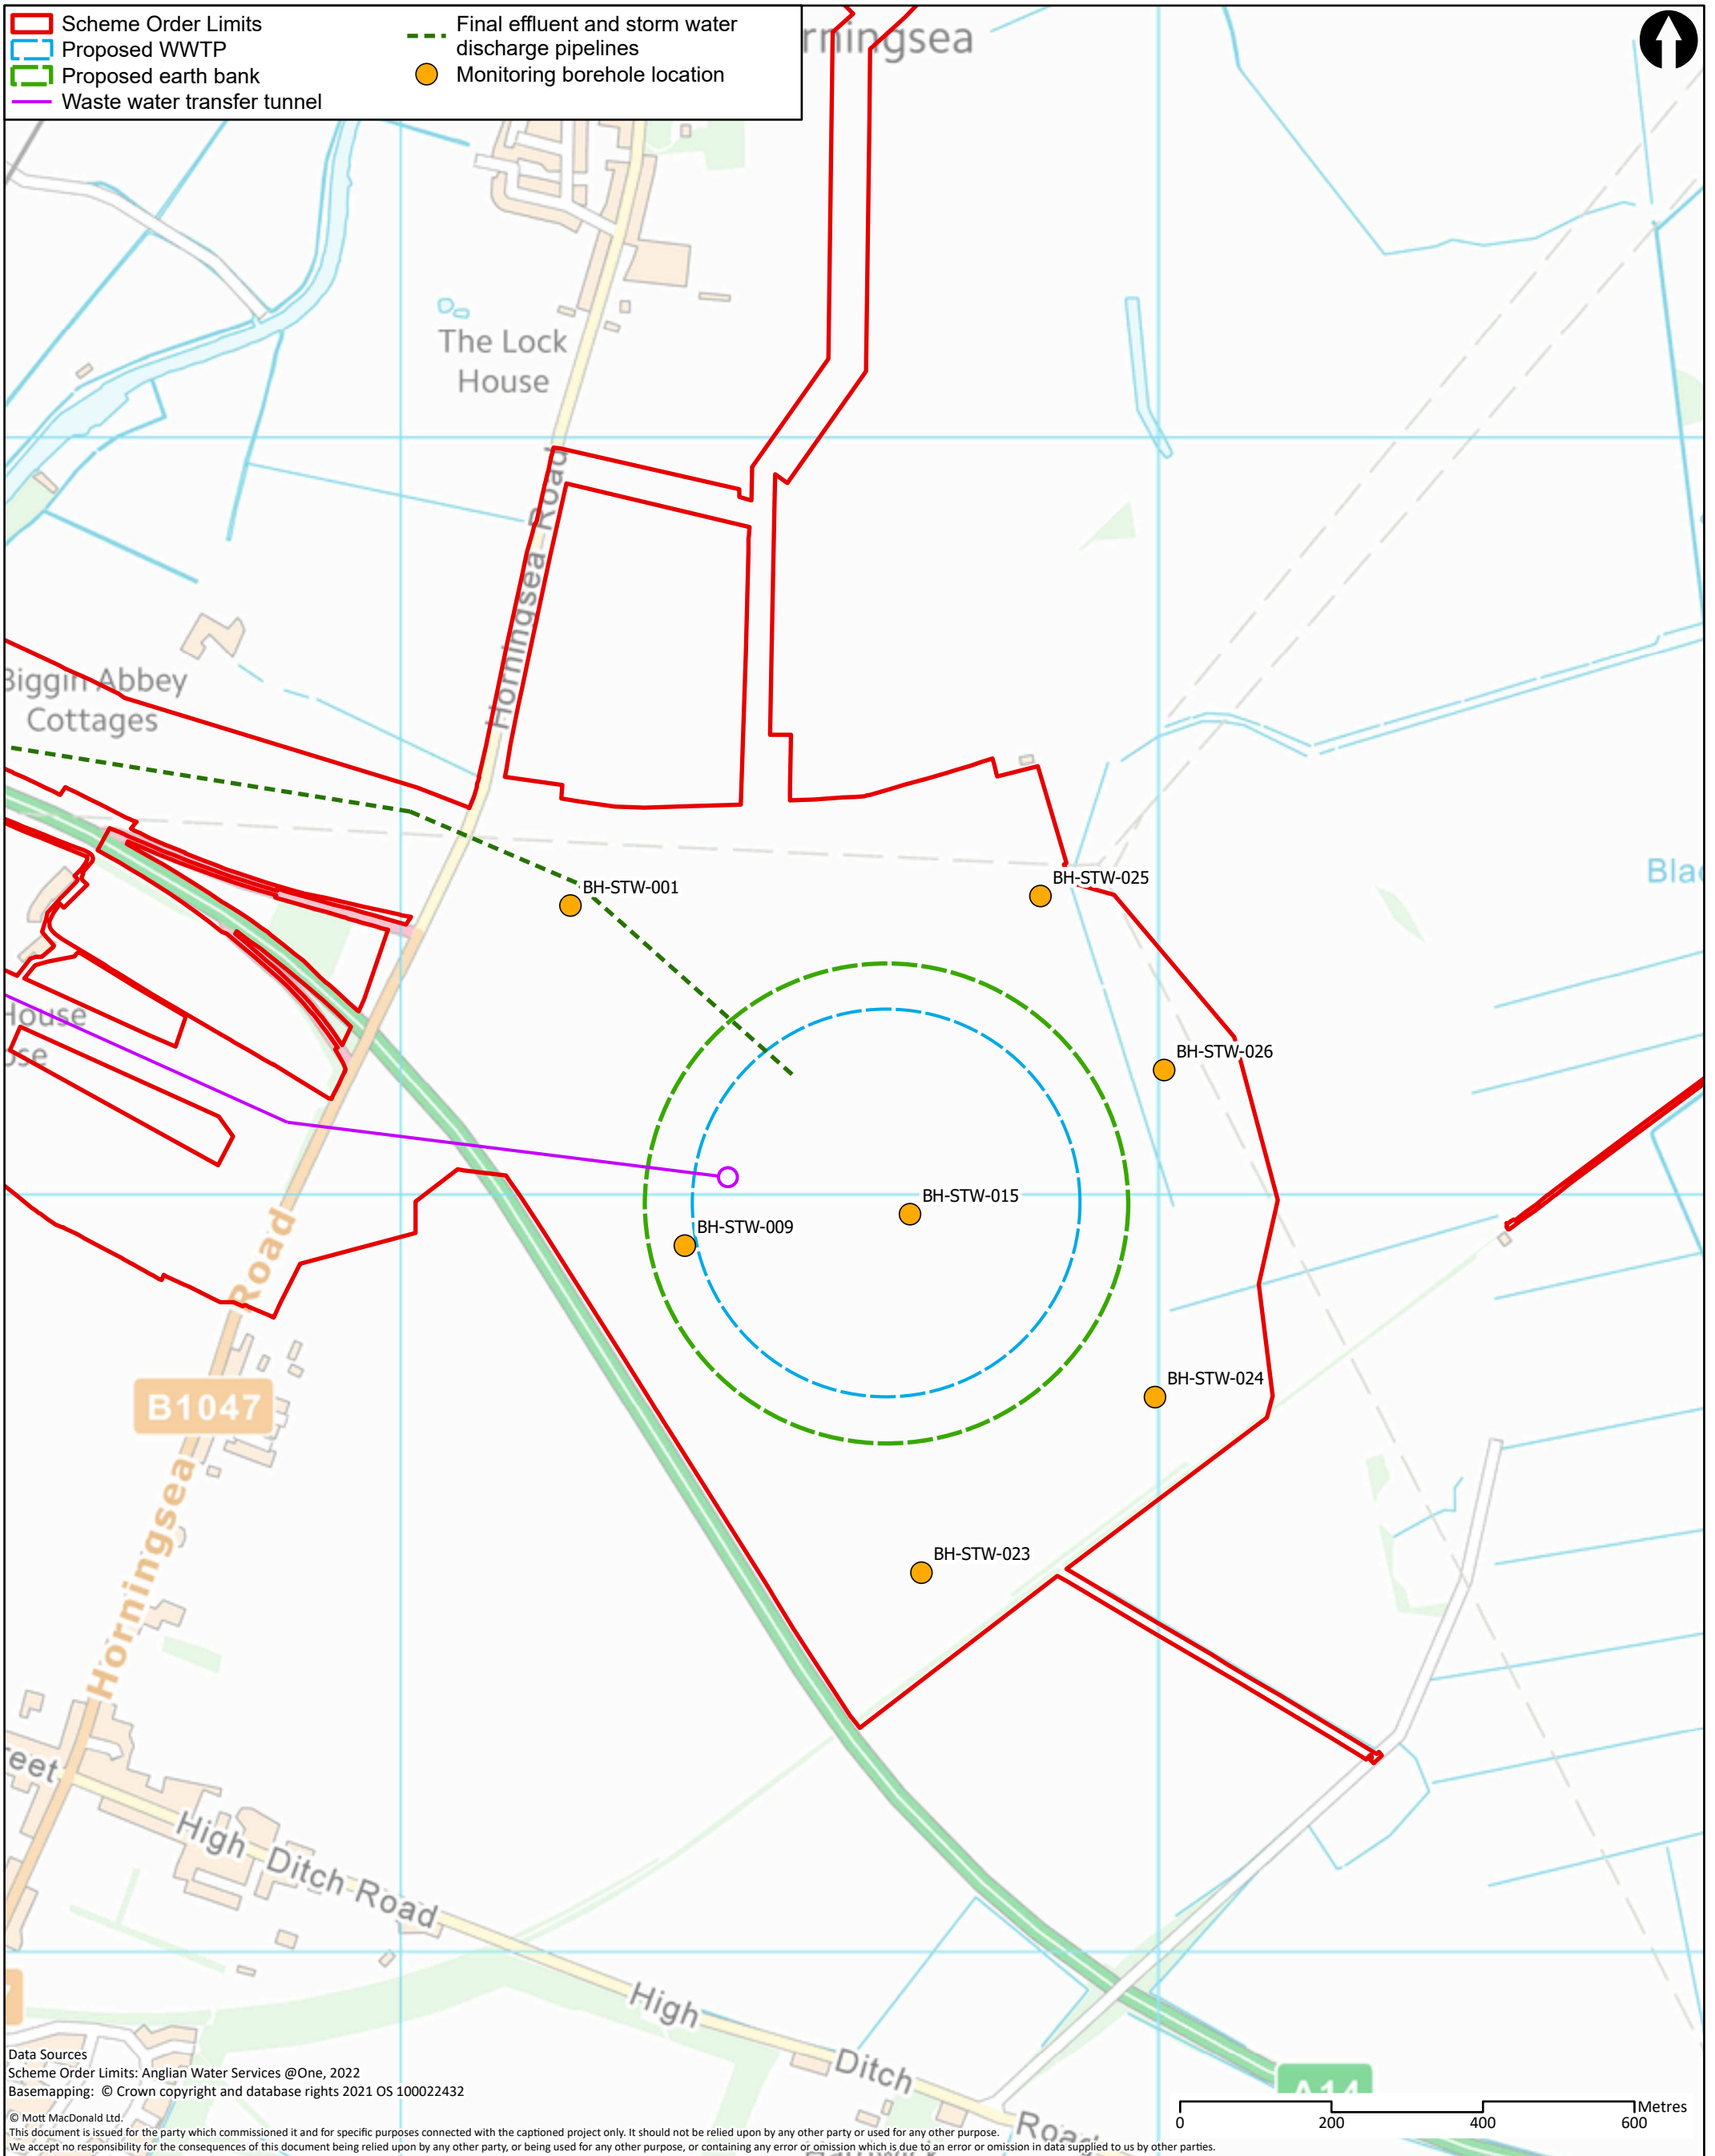 Scheme Order Limits
Proposed WWTP
Proposed earth bank
Waste water transfer tunnel
Final effluent and storm water
discharge pipelines
Monitoring borehole location
rningsea
The Lock
House
Horningsea Road
Biggin Abbey
Cottages
BH-STW-001
BH-STW-025
Blac
House
ose
BH-STW-026
BH-STW-015
BH-STW-009
Road
BH-STW-024
B1047
Horningsea
BH-STW-023
reet
High Ditch Road
High
Ditch
Road
A14
Data Sources
Scheme Order Limits: Anglian Water Services @One, 2022
Basemapping: © Crown copyright and database rights 2021 OS 100022432
© Mott MacDonald Ltd.
This document is issued for the party which commissioned it and for specific purposes connected with the captioned project only. It should not be relied upon by any other party or used for any other purpose.
We accept no responsibility for the consequences of this document being relied upon by any other party, or being used for any other purpose, or containing any error or omission which is due to an error or omission in data supplied to us by other parties.
Metres
0 200 400 600